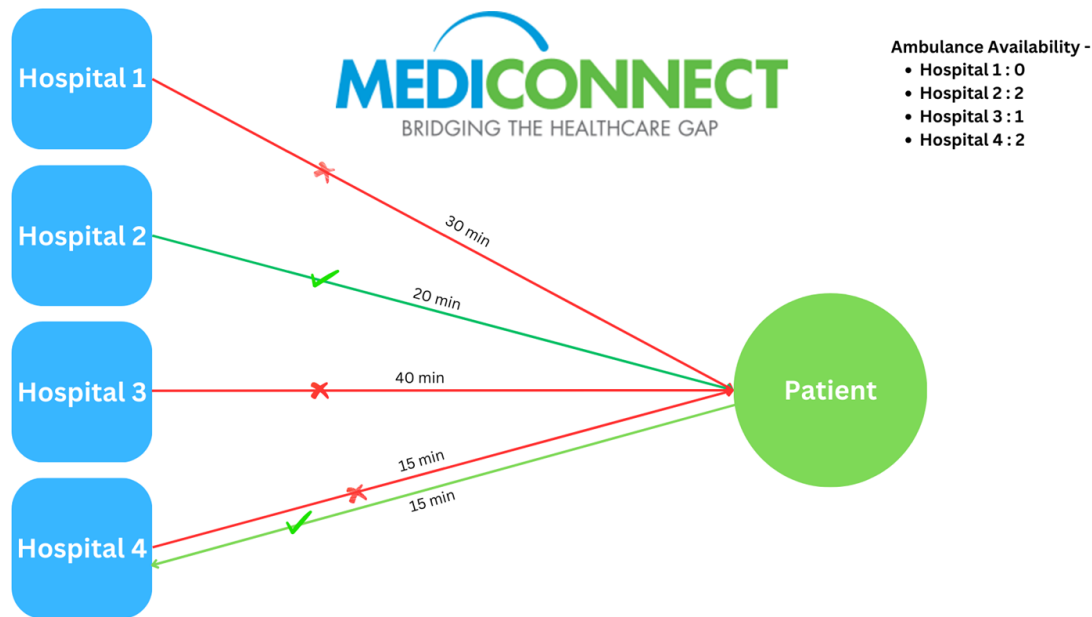 Hospital 1
MEDICONNECT
BRIDGING THE HEALTHCARE GAP
Ambulance Availability -
• Hospital 1 : 0
• Hospital 2 : 2
• Hospital 3 : 1
• Hospital 4 : 2
30 min
Hospital 2
20 min
Hospital 3
40 min
Patient
15 min
15 min
Hospital 4